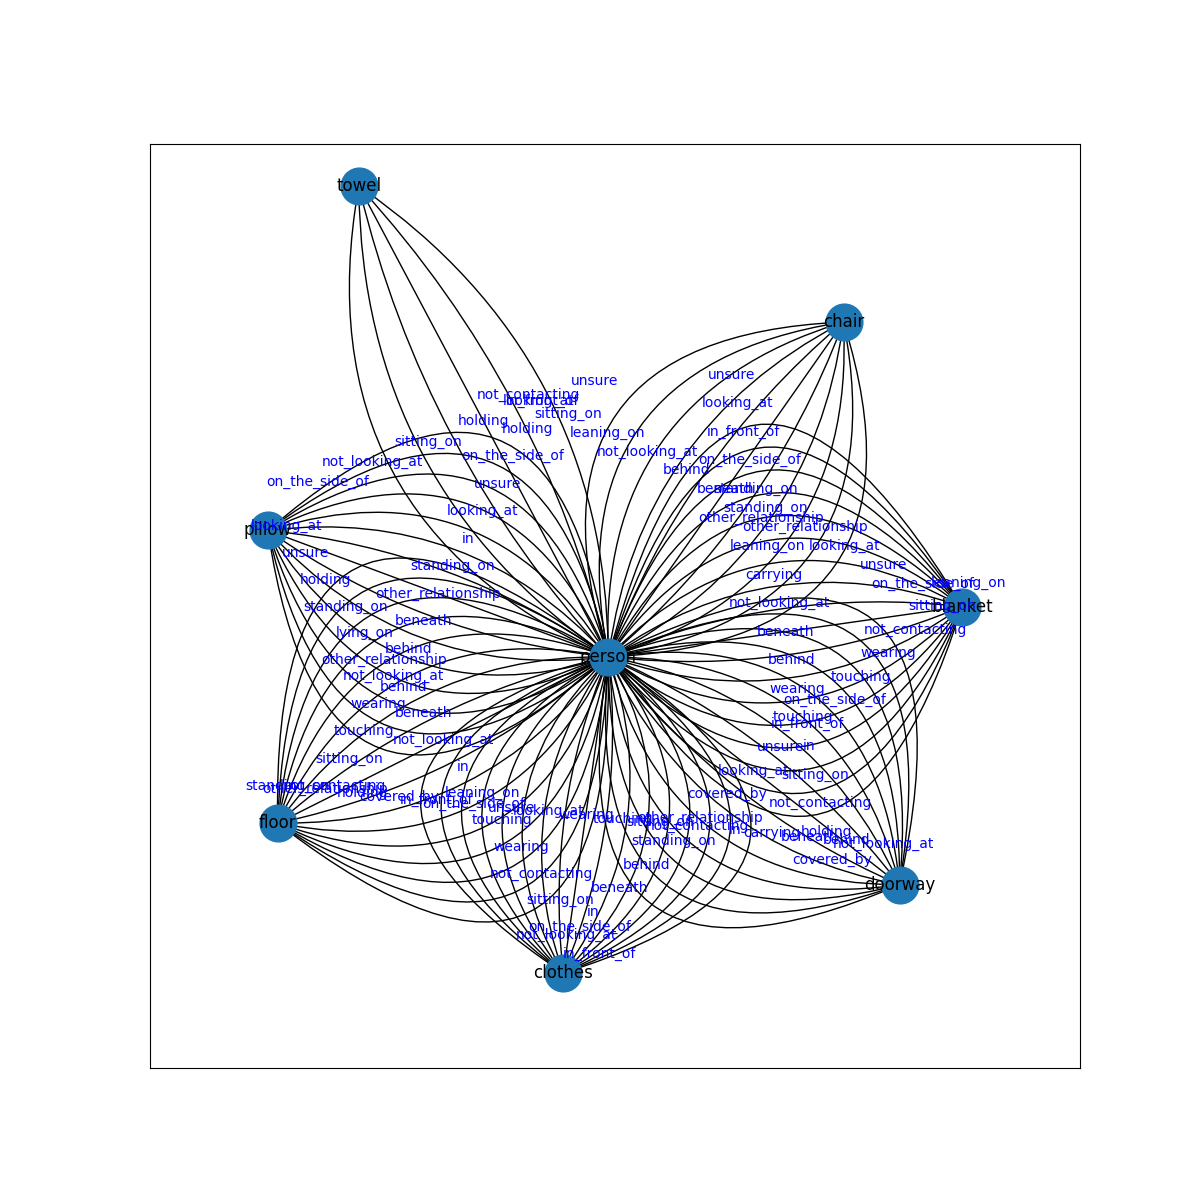 towel
chair
unsure
unsure
not_contacting
in_front_of
looking_at
holding
sitting_on
holding
leaning_on
in_front_of
sitting_on
not_looking_at
on_the_side_of
not_looking_at
on_the_side_of
behind
on_the_side_of
unsure
beneath
standing_on
looking_at
standing_on
other_relationship
looking_at
pillow
other_relationship
in
leaning_on
looking_at
unsure
standing_on
unsure
carrying
holding
on_the_side_of
leaning_on
other_relationship
not_looking_at
standing_on
sitting_on
blanket
beneath
not_contacting
lying_on
beneath
behind
wearing
person
other_relationship
behind
not_looking_at
touching
behind
wearing
wearing
on_the_side_of
beneath
touching
in_front_of
touching
not_looking_at
unsure
in
sitting_on
in
looking_at
sitting_on
standing_on
not_contacting
other_relationship
holding
covered_by
in_front_of
leaning_on
on_the_side_of
covered_by
not_contacting
unsure
looking_at
wearing
touching
other_relationship
sitting_on
not_contacting
touching
floor
in
carrying
holding
beneath
behind
standing_on
not_looking_at
wearing
covered_by
behind
not_contacting
beneath
doorway
sitting_on
in
on_the_side_of
not_looking_at
in_front_of
clothes